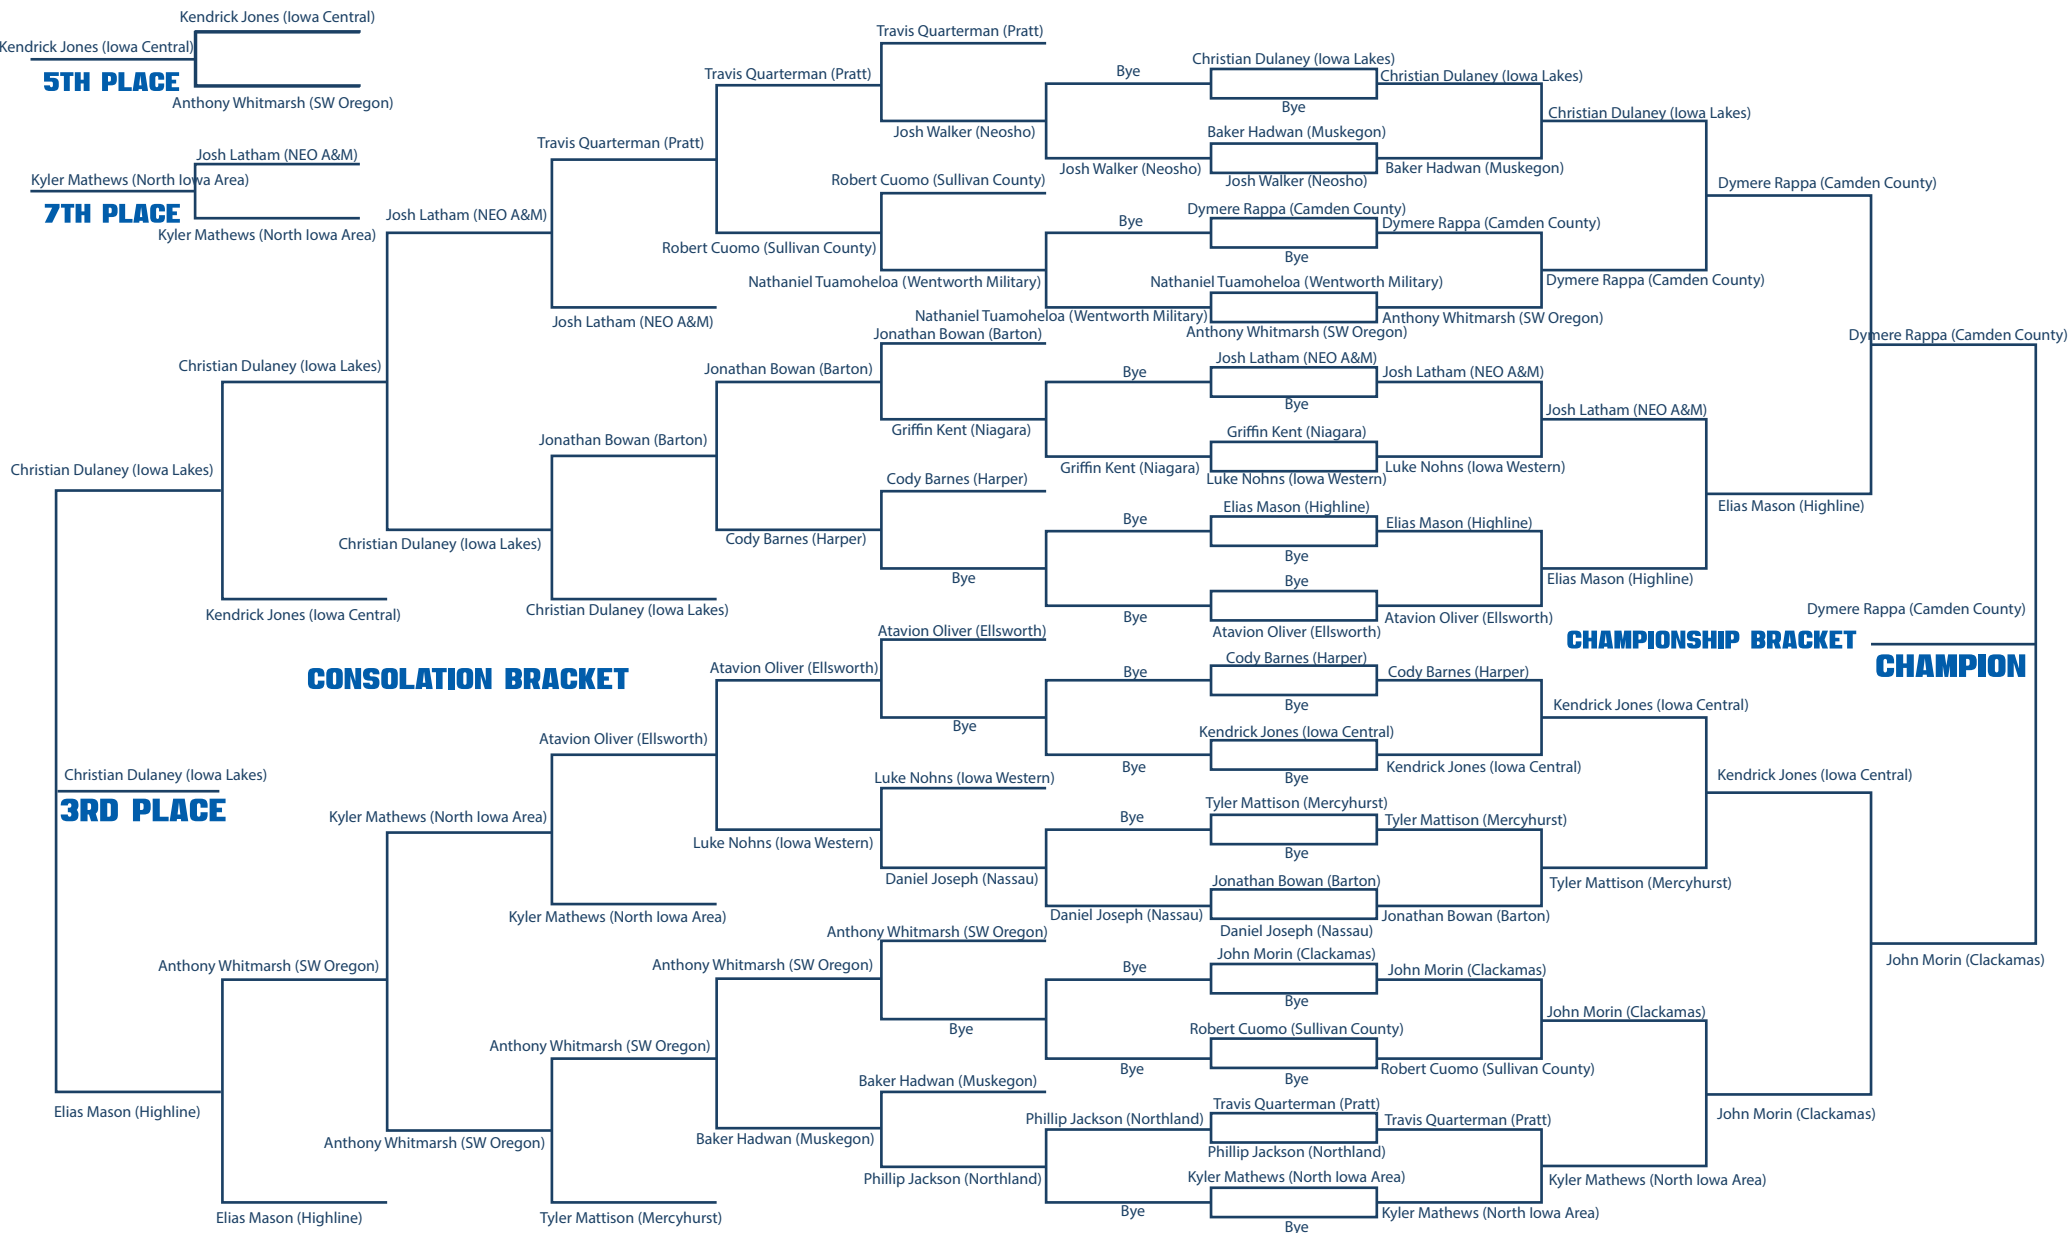 Kendrick Jones (Iowa Central)
Kendrick Jones (Iowa Central)
5TH PLACE
Anthony Whitmarsh (SW Oregon)
Josh Latham (NEO A&M)
Kyler Mathews (North Iowa Area)
7TH PLACE
Kyler Mathews (North Iowa Area)
Christian Dulaney (Iowa Lakes)
Christian Dulaney (Iowa Lakes)
3RD PLACE
Elias Mason (Highline)
Christian Dulaney (Iowa Lakes)
Kendrick Jones (Iowa Central)
CONSOLATION BRACKET
Anthony Whitmarsh (SW Oregon)
Elias Mason (Highline)
Josh Latham (NEO A&M)
Christian Dulaney (Iowa Lakes)
Kyler Mathews (North Iowa Area)
Anthony Whitmarsh (SW Oregon)
Travis Quarterman (Pratt)
Josh Latham (NEO A&M)
Jonathan Bowan (Barton)
Christian Dulaney (Iowa Lakes)
Atavion Oliver (Ellsworth)
Kyler Mathews (North Iowa Area)
Anthony Whitmarsh (SW Oregon)
Tyler Mattison (Mercyhurst)
Travis Quarterman (Pratt)
Robert Cuomo (Sullivan County)
Jonathan Bowan (Barton)
Cody Barnes (Harper)
Atavion Oliver (Ellsworth)
Luke Nohns (Iowa Western)
Anthony Whitmarsh (SW Oregon)
Baker Hadwan (Muskegon)
Travis Quarterman (Pratt)
Josh Walker (Neosho)
Robert Cuomo (Sullivan County)
Nathaniel Tuamoheloa (Wentworth Military)
Jonathan Bowan (Barton)
Griffin Kent (Niagara)
Cody Barnes (Harper)
Bye
Atavion Oliver (Ellsworth)
Bye
Luke Nohns (Iowa Western)
Daniel Joseph (Nassau)
Anthony Whitmarsh (SW Oregon)
Bye
Baker Hadwan (Muskegon)
Phillip Jackson (Northland)
Bye
Josh Walker (Neosho)
Bye
Nathaniel Tuamoheloa (Wentworth Military)
Bye
Griffin Kent (Niagara)
Bye
Bye
Bye
Bye
Bye
Daniel Joseph (Nassau)
Bye
Bye
Phillip Jackson (Northland)
Bye
Christian Dulaney (Iowa Lakes)
Bye
Baker Hadwan (Muskegon)
Josh Walker (Neosho)
Dymere Rappa (Camden County)
Bye
Nathaniel Tuamoheloa (Wentworth Military)
Anthony Whitmarsh (SW Oregon)
Josh Latham (NEO A&M)
Bye
Griffin Kent (Niagara)
Luke Nohns (Iowa Western)
Elias Mason (Highline)
Bye
Bye
Atavion Oliver (Ellsworth)
Cody Barnes (Harper)
Bye
Kendrick Jones (Iowa Central)
Bye
Tyler Mattison (Mercyhurst)
Bye
Jonathan Bowan (Barton)
Daniel Joseph (Nassau)
John Morin (Clackamas)
Bye
Robert Cuomo (Sullivan County)
Bye
Travis Quarterman (Pratt)
Phillip Jackson (Northland)
Kyler Mathews (North Iowa Area)
Bye
Christian Dulaney (Iowa Lakes)
Baker Hadwan (Muskegon)
Dymere Rappa (Camden County)
Anthony Whitmarsh (SW Oregon)
Josh Latham (NEO A&M)
Luke Nohns (Iowa Western)
Elias Mason (Highline)
Atavion Oliver (Ellsworth)
Cody Barnes (Harper)
Kendrick Jones (Iowa Central)
Tyler Mattison (Mercyhurst)
Jonathan Bowan (Barton)
John Morin (Clackamas)
Robert Cuomo (Sullivan County)
Travis Quarterman (Pratt)
Kyler Mathews (North Iowa Area)
Christian Dulaney (Iowa Lakes)
Dymere Rappa (Camden County)
Josh Latham (NEO A&M)
Elias Mason (Highline)
Kendrick Jones (Iowa Central)
Tyler Mattison (Mercyhurst)
John Morin (Clackamas)
Kyler Mathews (North Iowa Area)
Dymere Rappa (Camden County)
Elias Mason (Highline)
Kendrick Jones (Iowa Central)
John Morin (Clackamas)
Dymere Rappa (Camden County)
John Morin (Clackamas)
Dymere Rappa (Camden County)
CHAMPIONSHIP BRACKET
CHAMPION